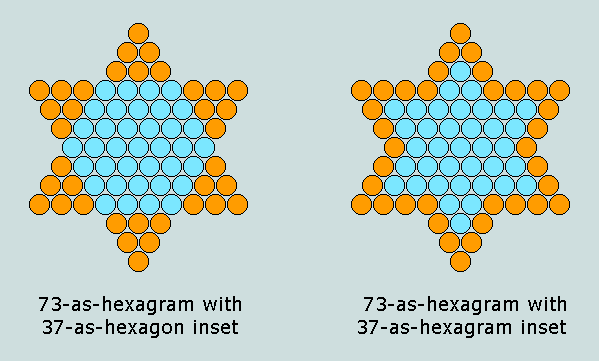 73-as-hexagram with
37-as-hexagon inset
73-as-hexagram with
37-as-hexagram inset